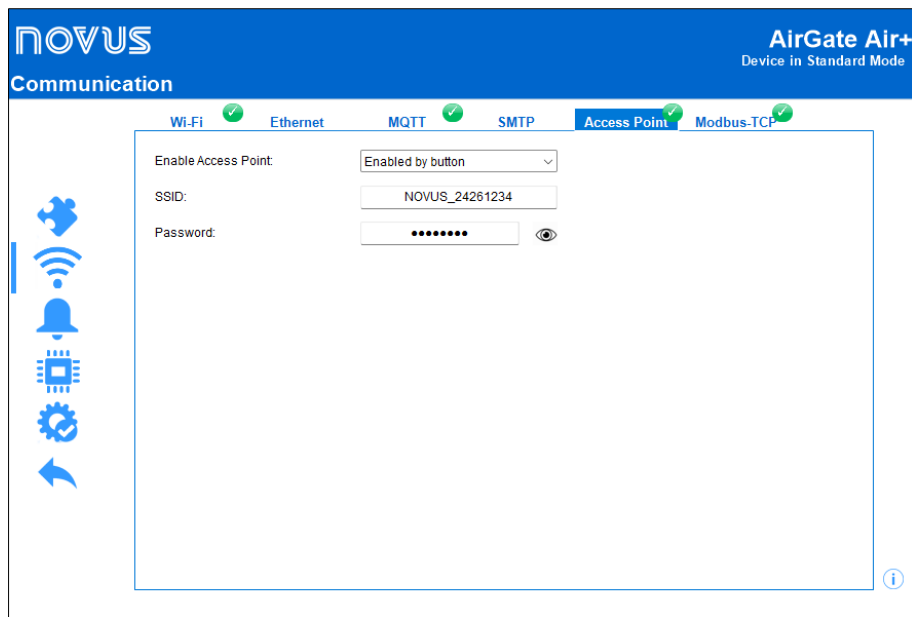 NOVUS
AirGate Air+
Device in Standard Mode
Communication
Wi-Fi Ethernet MQTT SMTP Access Point Modbus-TCP
Enable Access Point: Enabled by button
SSID: NOVUS_24261234
Password: ••••••••
i